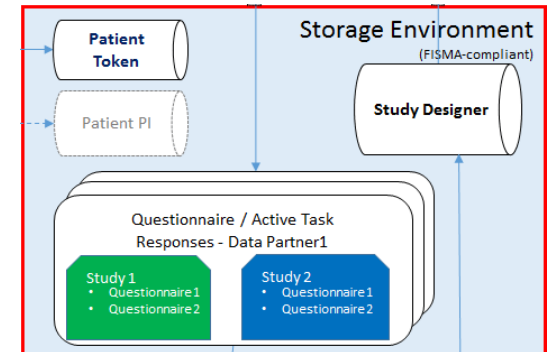 Storage Environment
(FISMA-compliant)
Patient
Token
Patient PI
Study Designer
Questionnaire / Active Task
Responses - Data Partner1
Study 1
• Questionnaire1
• Questionnaire2
Study 2
• Questionnaire1
• Questionnaire2